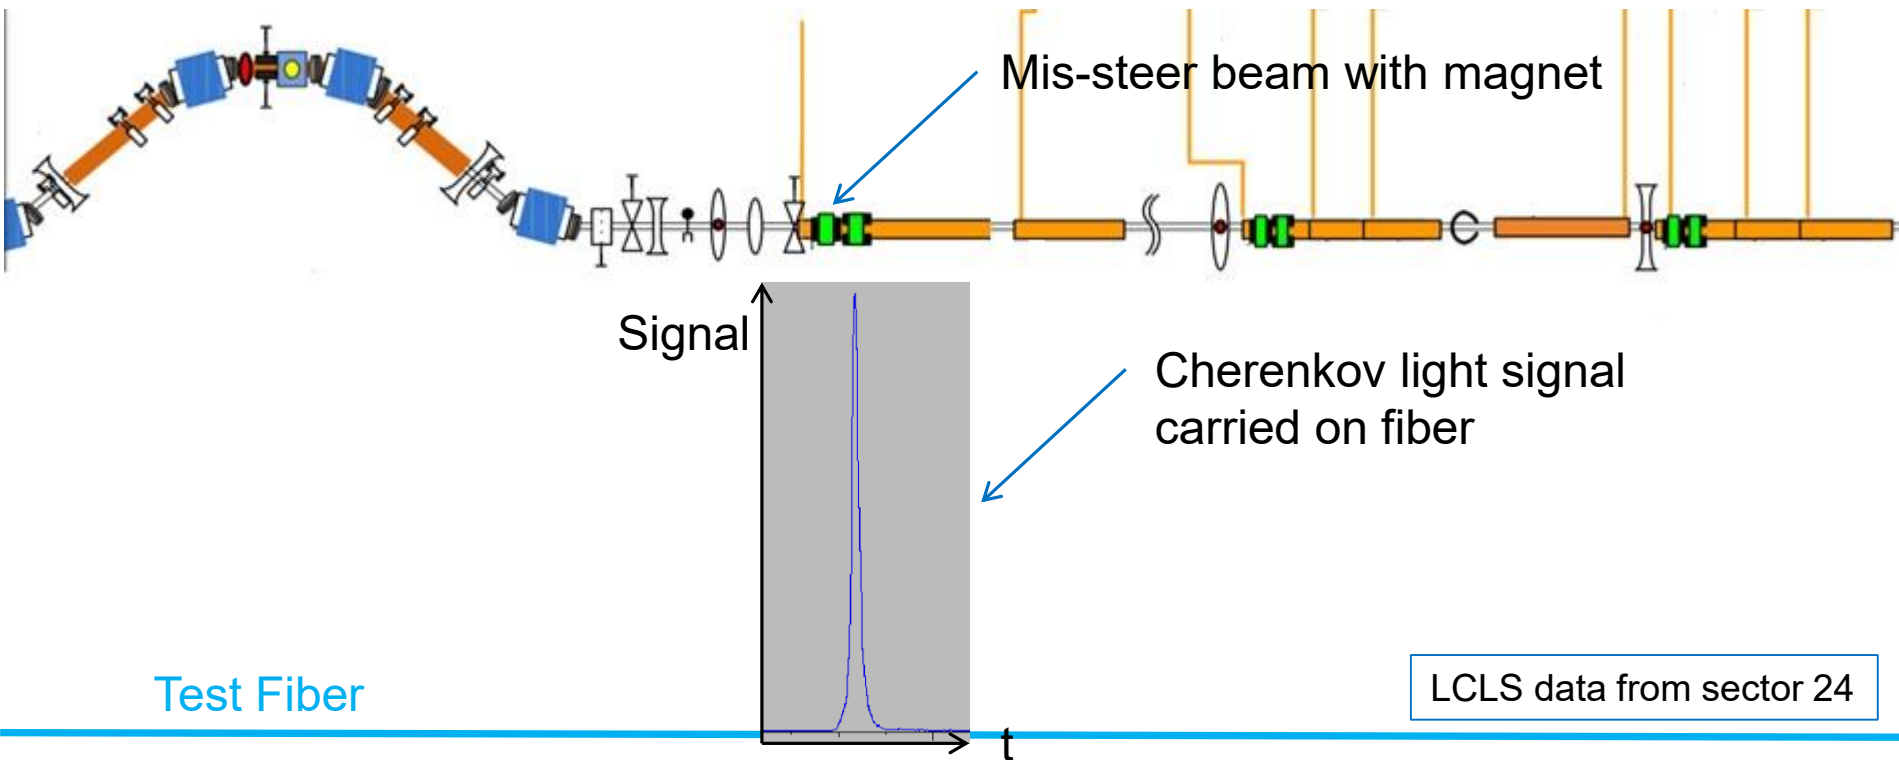 Mis-steer beam with magnet
Signal
Cherenkov light signal
carried on fiber
Test Fiber
LCLS data from sector 24
t